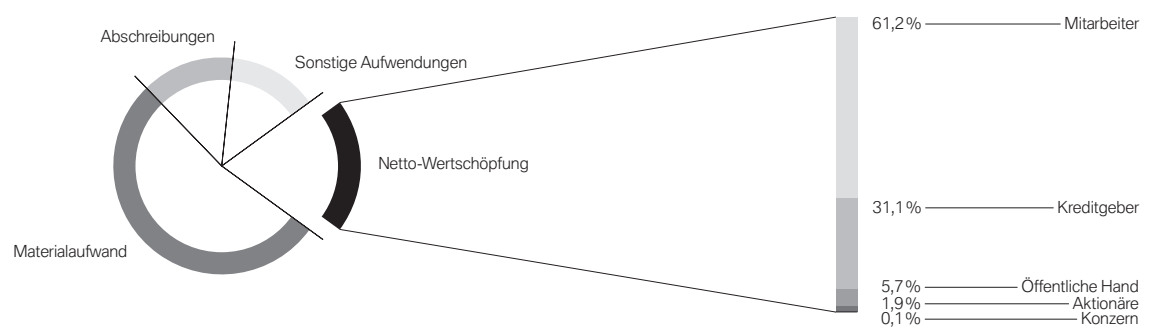 Abschreibungen
Sonstige Aufwendungen
Netto-Wertschöpfung
Materialaufwand
61,2 % Mitarbeiter
31,1 % Kreditgeber
5,7 % Öffentliche Hand
1,9 % Aktionäre
0,1 % Konzern